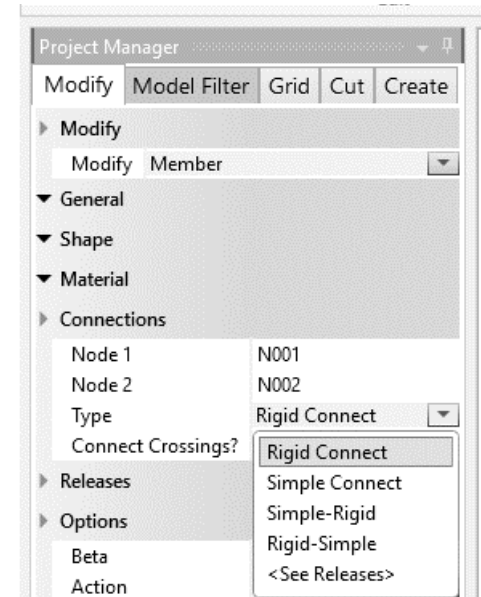 Project Manager
Modify Model Filter Grid Cut Create
Modify
Modify Member
General
Shape
Material
Connections
Node 1 N001
Node 2 N002
Type Rigid Connect
Connect Crossings?
Rigid Connect
Simple Connect
Simple-Rigid
Rigid-Simple
<See Releases>
Releases
Options
Beta
Action